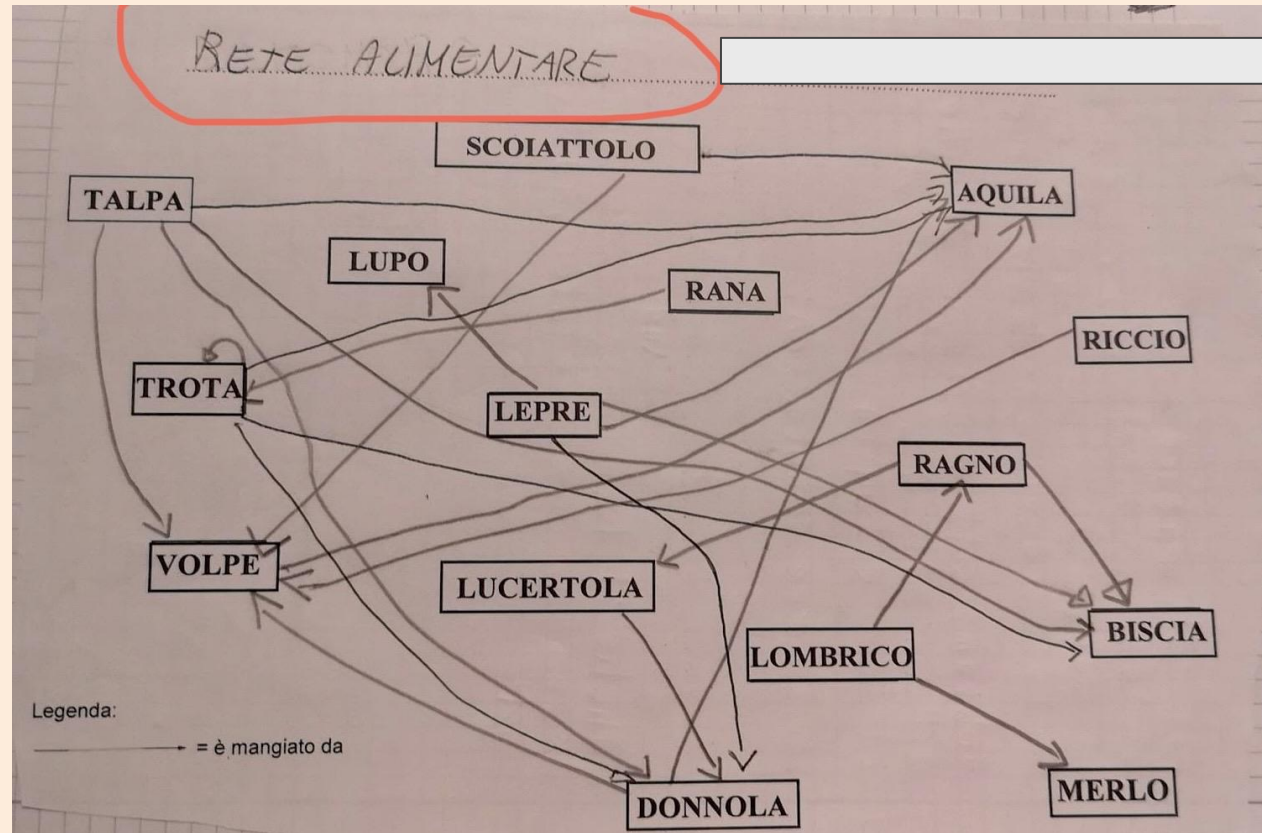 RETE ALIMENTARE
SCOIATTOLO
TALPA
AQUILA
LUPO
RANA
RICCIO
TROTA
LEPRE
RAGNO
VOLPE
LUCERTOLA
BISCIA
LOMBRICO
Legenda:
= è mangiato da
MERLO
DONNOLA